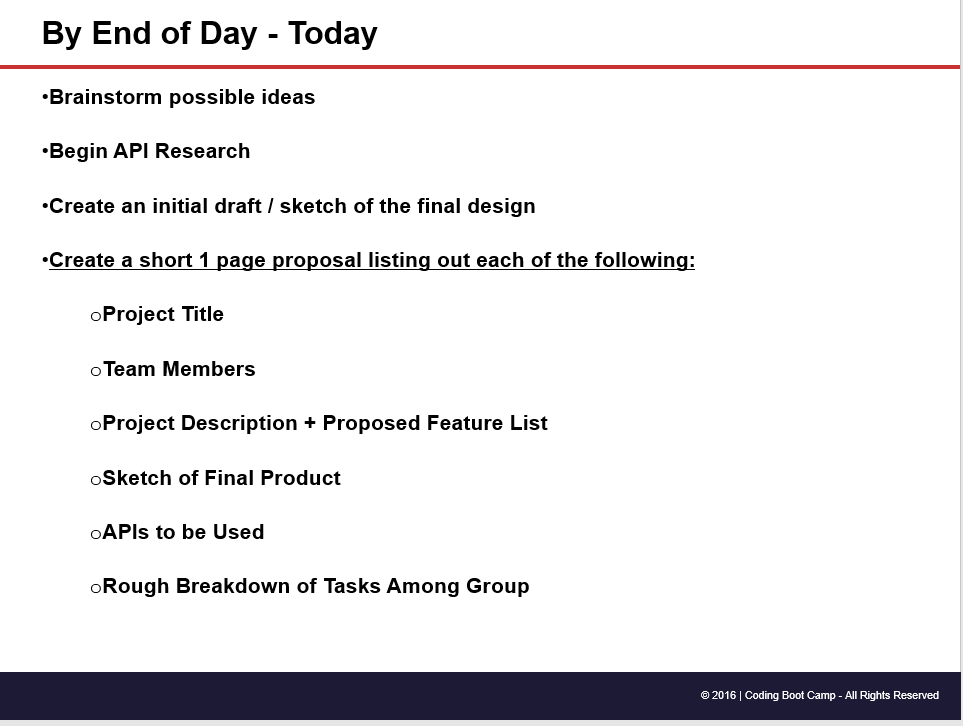 By End of Day - Today
•Brainstorm possible ideas
•Begin API Research
•Create an initial draft / sketch of the final design
•Create a short 1 page proposal listing out each of the following:
oProject Title
oTeam Members
oProject Description + Proposed Feature List
oSketch of Final Product
oAPIs to be Used
oRough Breakdown of Tasks Among Group
© 2016 | Coding Boot Camp - All Rights Reserved